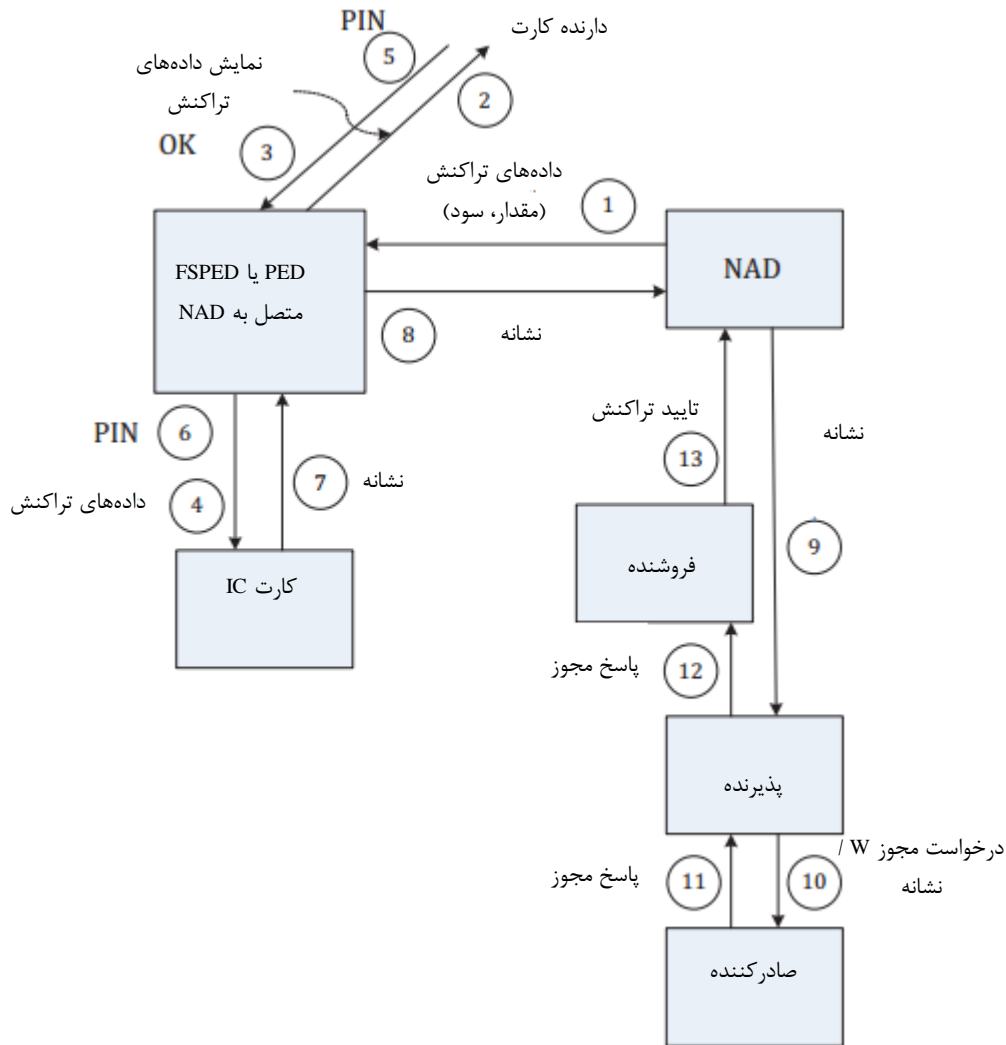 PIN
دارنده کارت
5
نمایش داده‌های
تراکنش
2
OK
3
داده‌های تراکنش
(مقدار، سود)
1
FSPED یا PED
متصل به NAD
NAD
8
نشانه
PIN
6
تایید تراکنش
13
نشانه
7
نشانه
داده‌های تراکنش
4
9
کارت IC
فروشنده
پاسخ مجوز
12
پذیرنده
درخواست مجوز W /
نشانه
پاسخ مجوز
11
10
صادرکننده